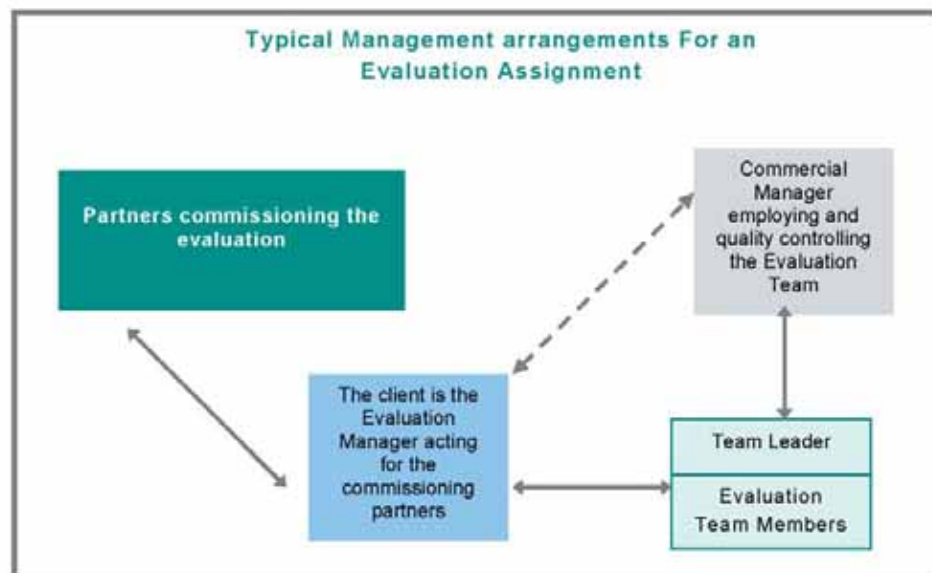 Typical Management arrangements For an
Evaluation Assignment
Partners commissioning the
evaluation
Commercial
Manager
employing and
quality controlling
the Evaluation
Team
The client is the
Evaluation
Manager acting
for the
commissioning
partners
Team Leader
Evaluation
Team Members